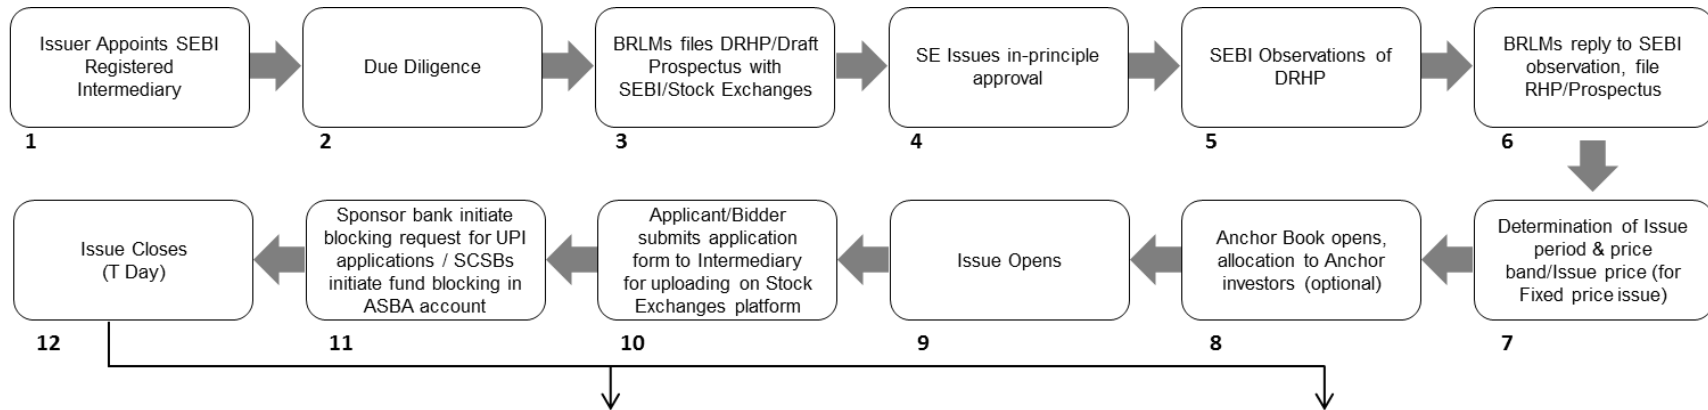 Issuer Appoints SEBI
Registered
Intermediary
1
Due Diligence
2
BRLMs files DRHP/Draft
Prospectus with
SEBI/Stock Exchanges
3
SE Issues in-principle
approval
4
SEBI Observations of
DRHP
5
BRLMs reply to SEBI
observation, file
RHP/Prospectus
6
Determination of Issue
period & price
band/Issue price (for
Fixed price issue)
7
Anchor Book opens,
allocation to Anchor
investors (optional)
8
Issue Opens
9
Applicant/Bidder
submits application
form to Intermediary
for uploading on Stock
Exchanges platform
10
Sponsor bank initiate
blocking request for UPI
applications / SCSBs
initiate fund blocking in
ASBA account
11
Issue Closes
(T Day)
12